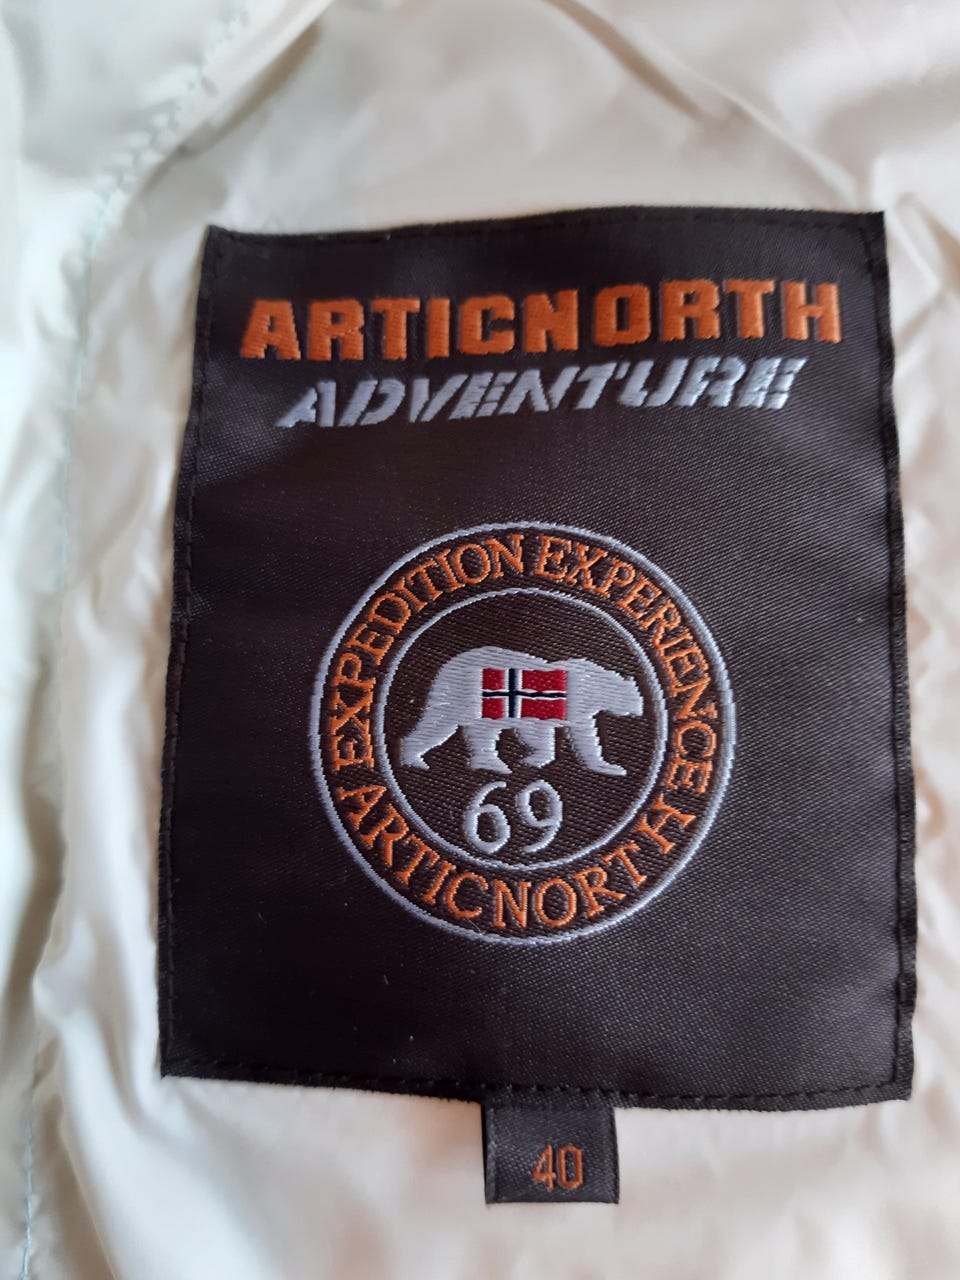 ARTICNORTH
ADVENTURE
EXPEDITION EXPERIENCE
69
ARTICNORTH
40